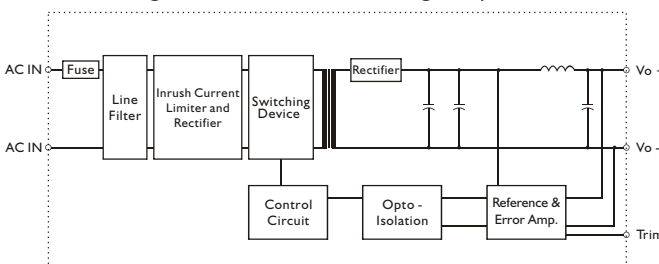 AC IN
Fuse
Line
Filter
Inrush Current
Limiter and
Rectifier
Switching
Device
Rectifier
Vo -
AC IN
Vo -
Control
Circuit
Opto -
Isolation
Reference &
Error Amp.
Trim